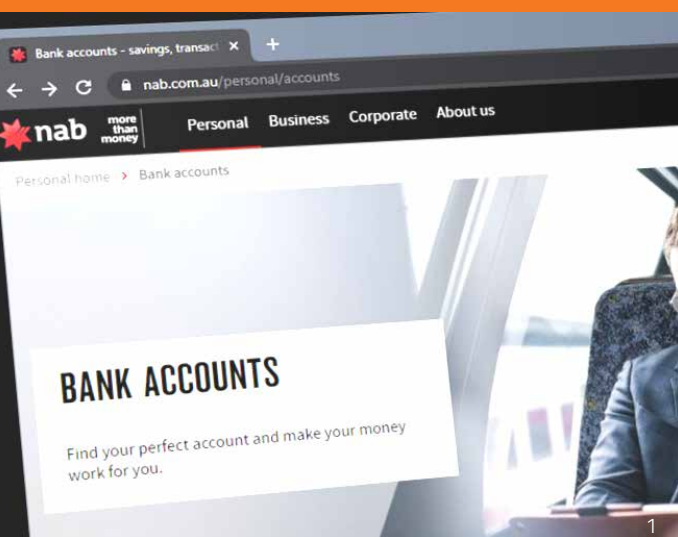 Bank accounts - savings, transact
nab.com.au/personal/accounts
nab more than money
Personal Business Corporate About us
Personal home > Bank accounts
BANK ACCOUNTS
Find your perfect account and make your money
work for you.
1